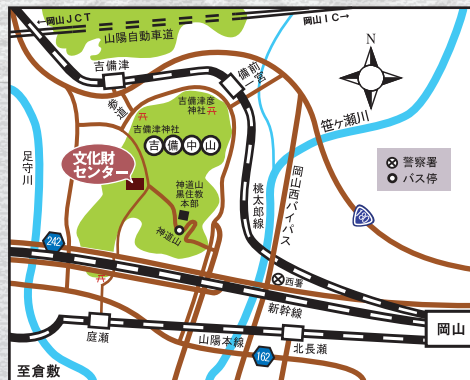 ←岡山JCT
岡山IC→
山陽自動車道
吉備津
備前
一宮
N
参道
吉備津彦
神社
吉備津神社
吉備中山
笹ヶ瀬川
足守川
文化財
センター
神道山
黒住教
本部
神道山
桃太郎線
岡山西バイパス
警察署
バス停
180
242
西署
新幹線
岡山
庭瀬
山陽本線
北長瀬
162
至倉敷